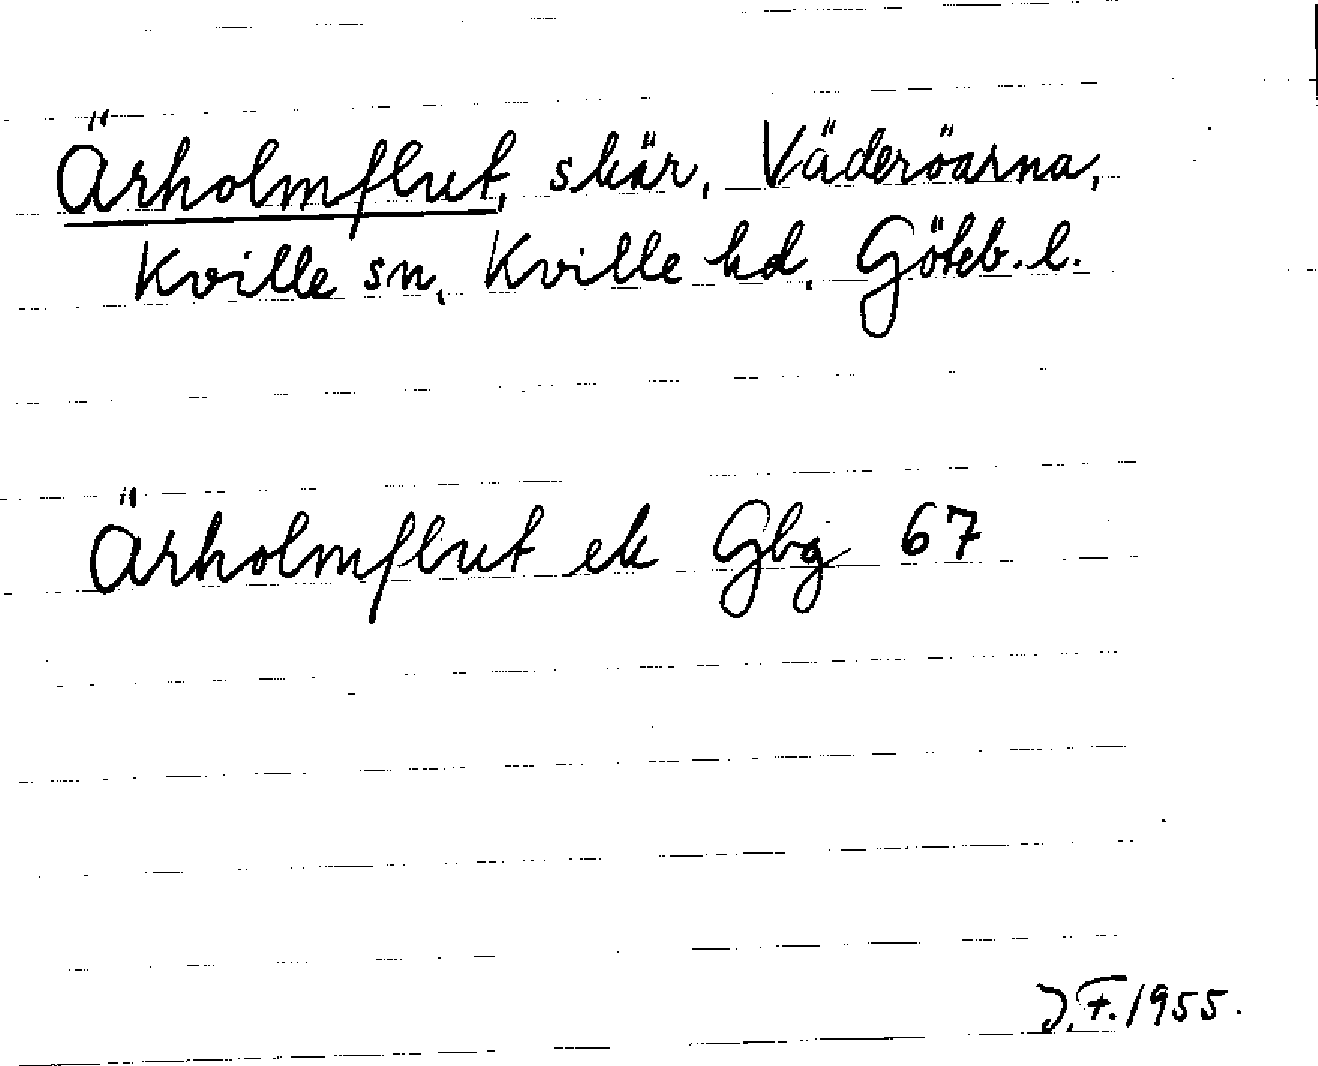 Ärholmflut, skär, Väderöarna,
Kville sn, Kville hd, Göteb. l.
Ärholmflut ek Gbg 67
J.F. 1955.